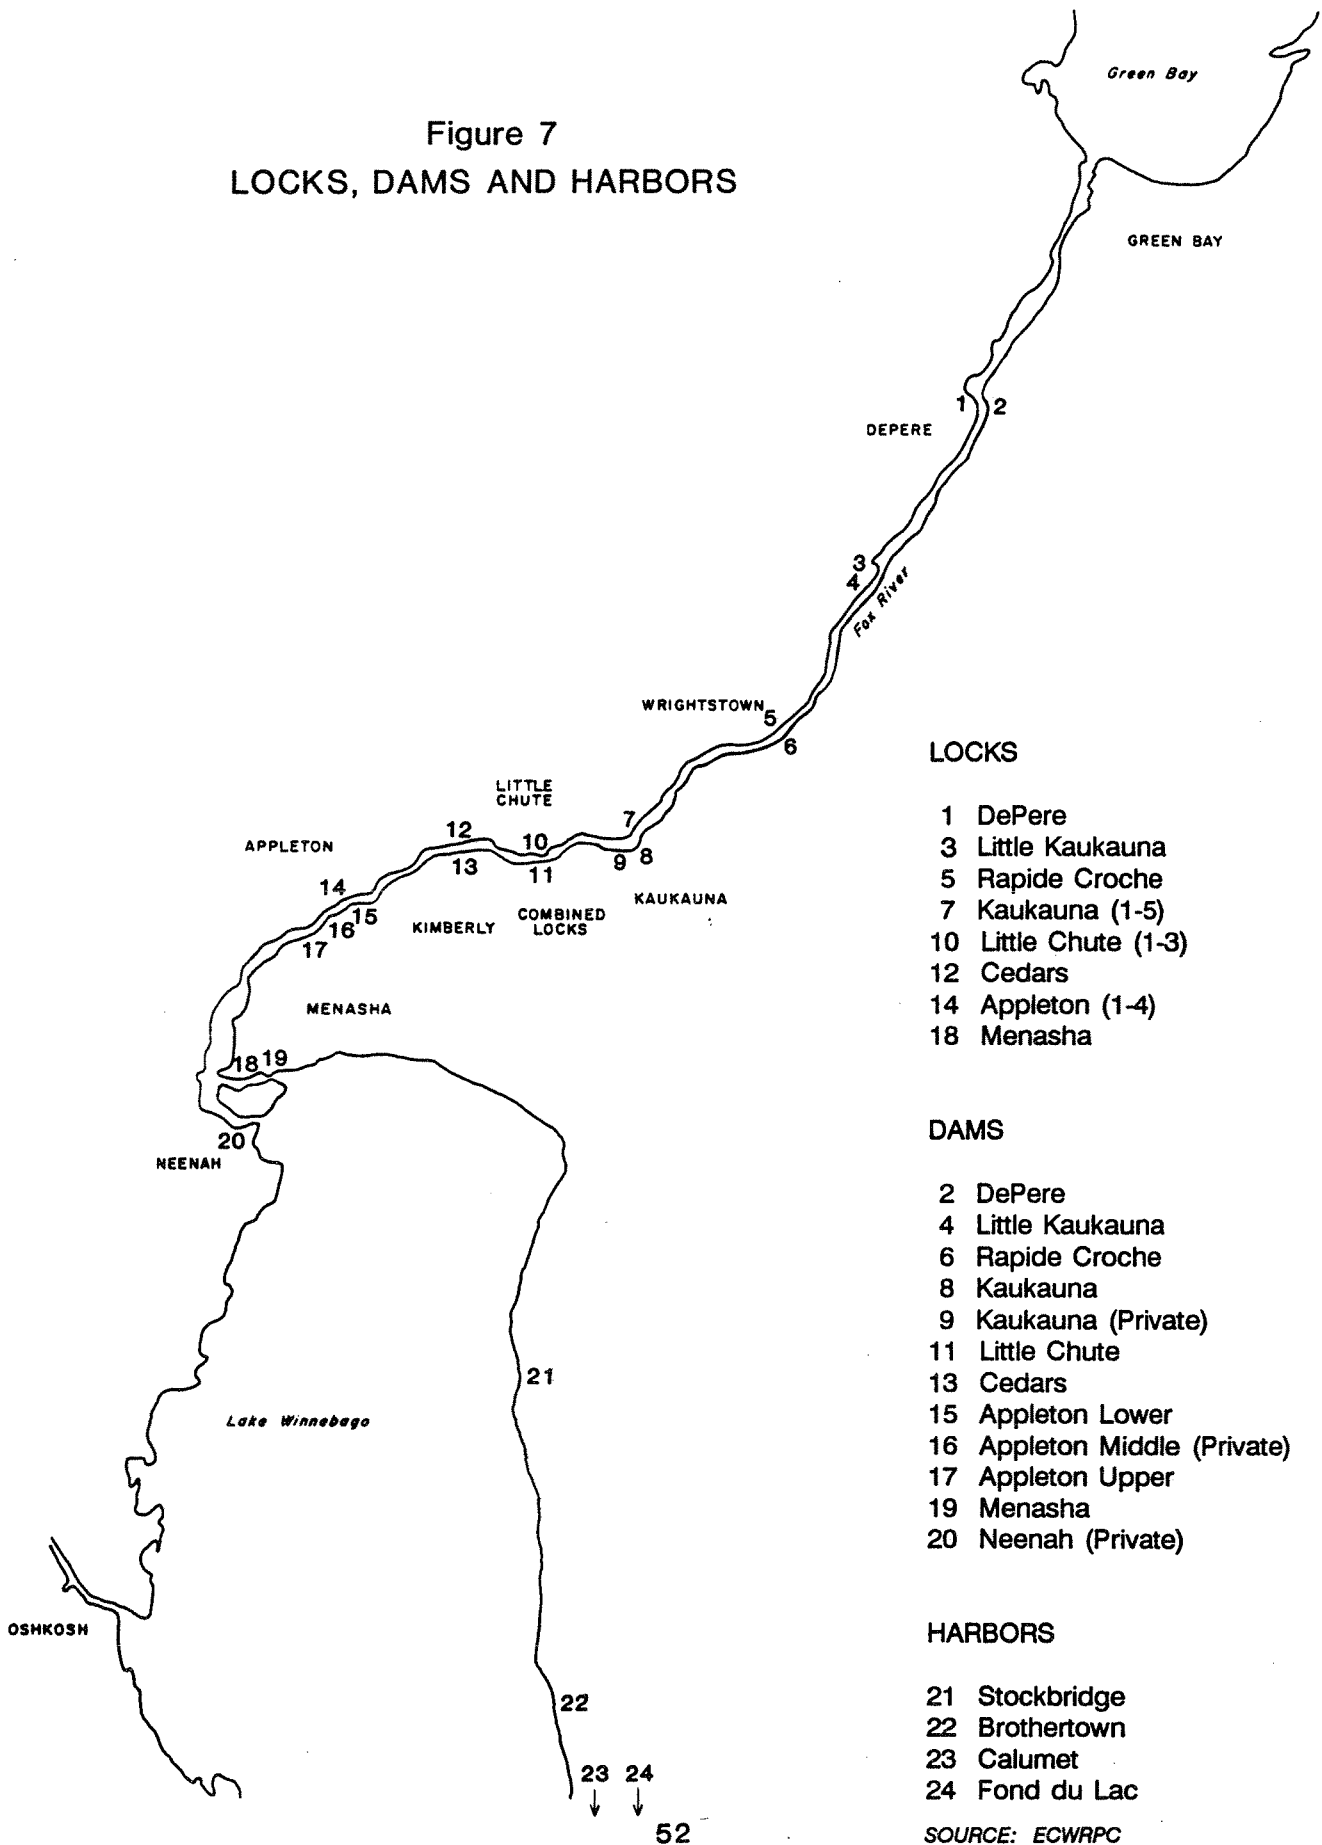 Green Bay
Figure 7
LOCKS, DAMS AND HARBORS
GREEN BAY
1
2
DEPERE
3
4
Fox River
WRIGHTSTOWN
5
6
LITTLE
CHUTE
7
8
9
10
11
12
13
APPLETON
14
15
16
17
KIMBERLY
COMBINED
LOCKS
KAUKAUNA
MENASHA
18
19
20
NEENAH
21
Lake Winnebago
OSHKOSH
22
23
24
LOCKS
1 DePere
3 Little Kaukauna
5 Rapide Croche
7 Kaukauna (1-5)
10 Little Chute (1-3)
12 Cedars
14 Appleton (1-4)
18 Menasha
DAMS
2 DePere
4 Little Kaukauna
6 Rapide Croche
8 Kaukauna
9 Kaukauna (Private)
11 Little Chute
13 Cedars
15 Appleton Lower
16 Appleton Middle (Private)
17 Appleton Upper
19 Menasha
20 Neenah (Private)
HARBORS
21 Stockbridge
22 Brothertown
23 Calumet
24 Fond du Lac
52
SOURCE: ECWRPC